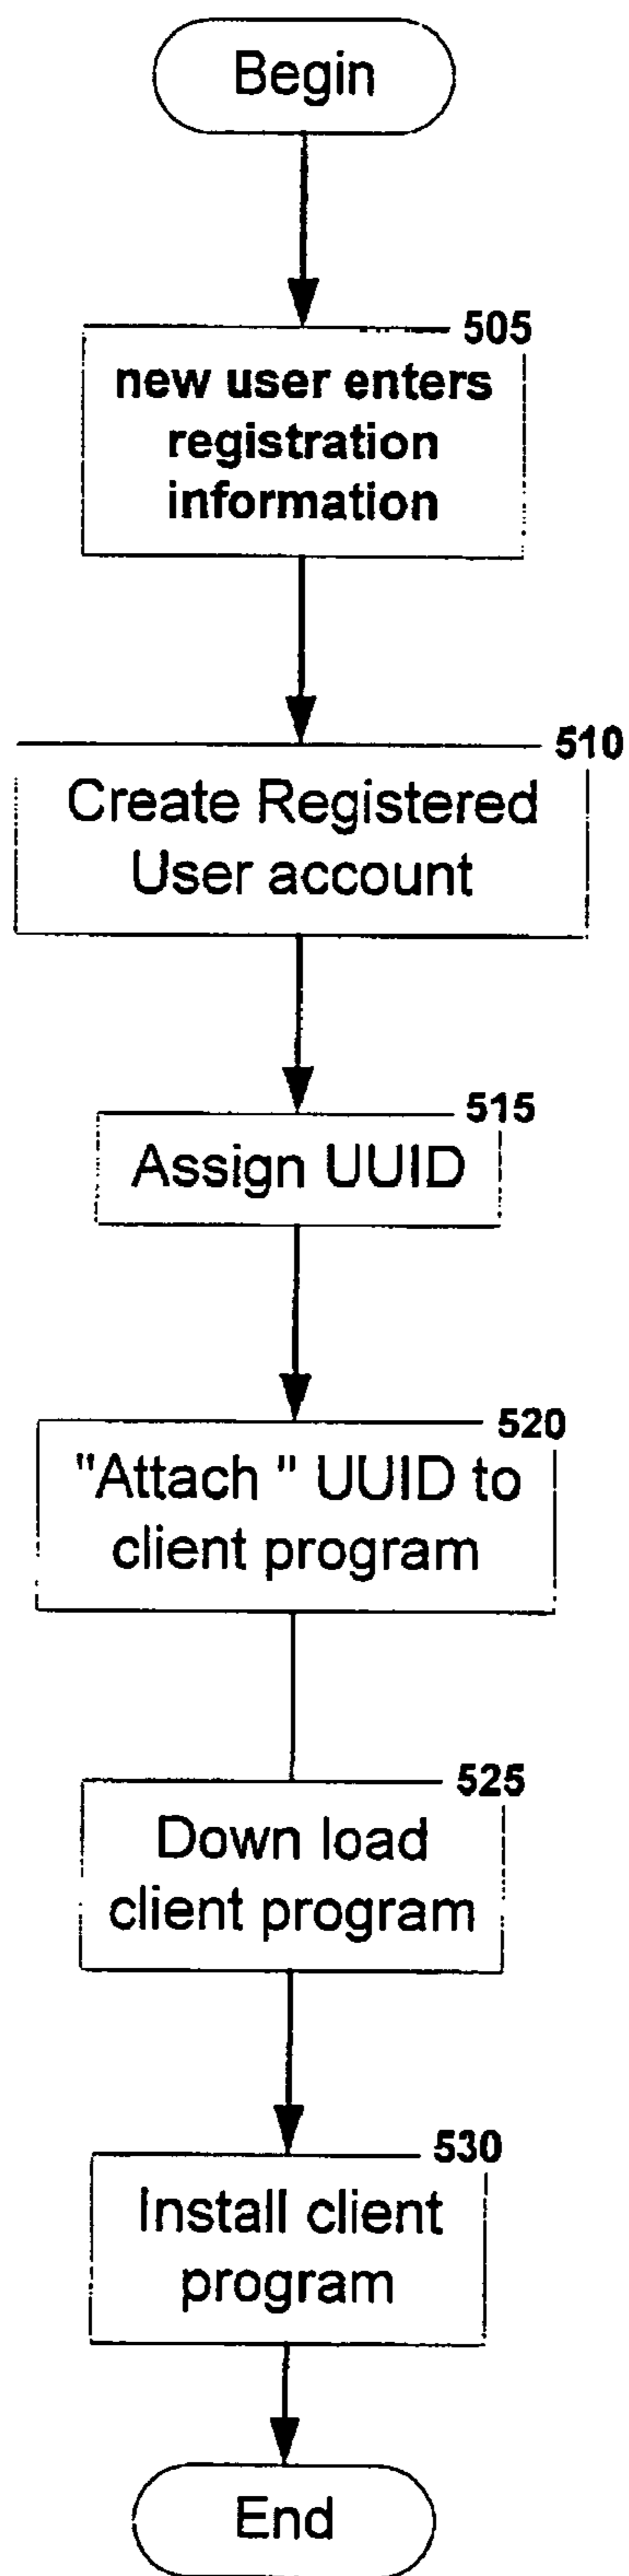 Begin
505
new user enters
registration
information
510
Create Registered
User account
515
Assign UUID
520
"Attach " UUID to
client program
525
Down load
client program
530
Install client
program
End